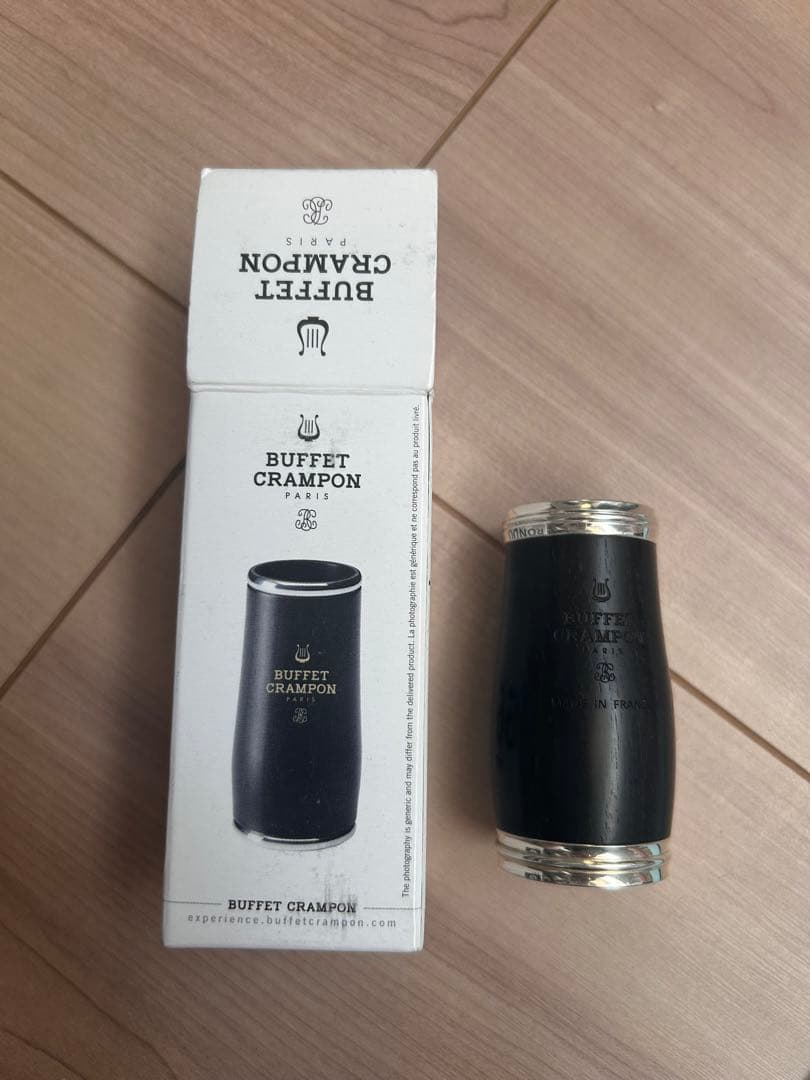 PARIS
BUFFET
CRAMPON
BUFFET
CRAMPON
PARIS
BUFFET
CRAMPON
PARIS
The photography is generic and may differ from the delivered product. La photographie est générique et ne correspond pas au produit livré.
BUFFET CRAMPON
experience.buffetcrampon.com
BUFFET
CRAMPON
PARIS
MADE IN FRANC